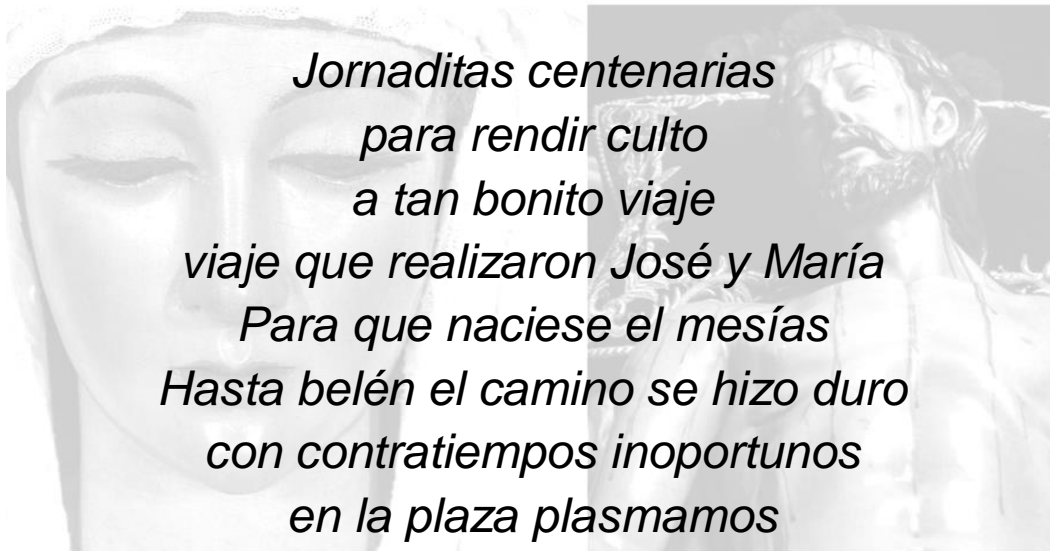 Jornaditas centenarias
para rendir culto
a tan bonito viaje
viaje que realizaron José y María
Para que naciese el mesías
Hasta belén el camino se hizo duro
con contratiempos inoportunos
en la plaza plasmamos